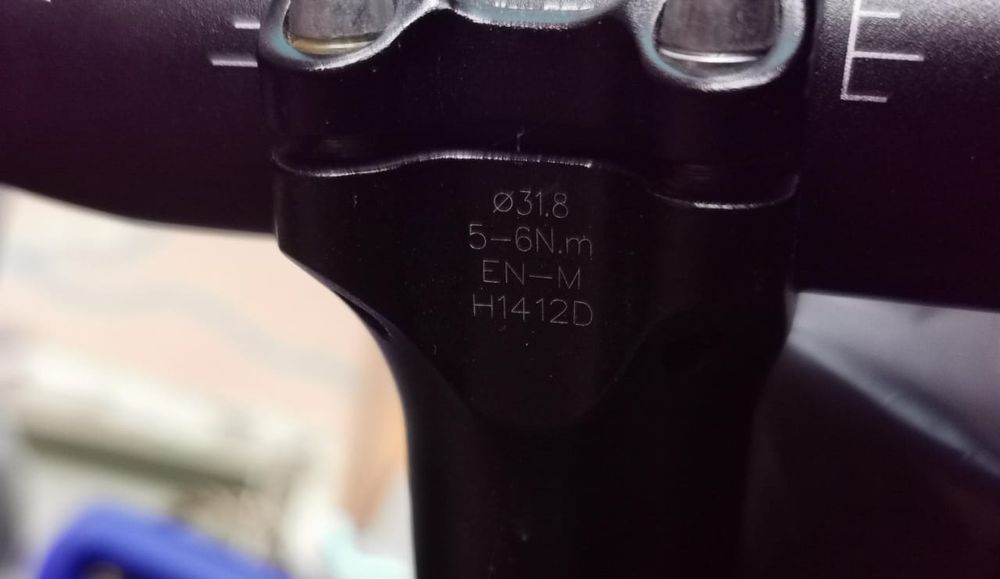 Ø31.8
5-6N.m
EN-M
H1412D